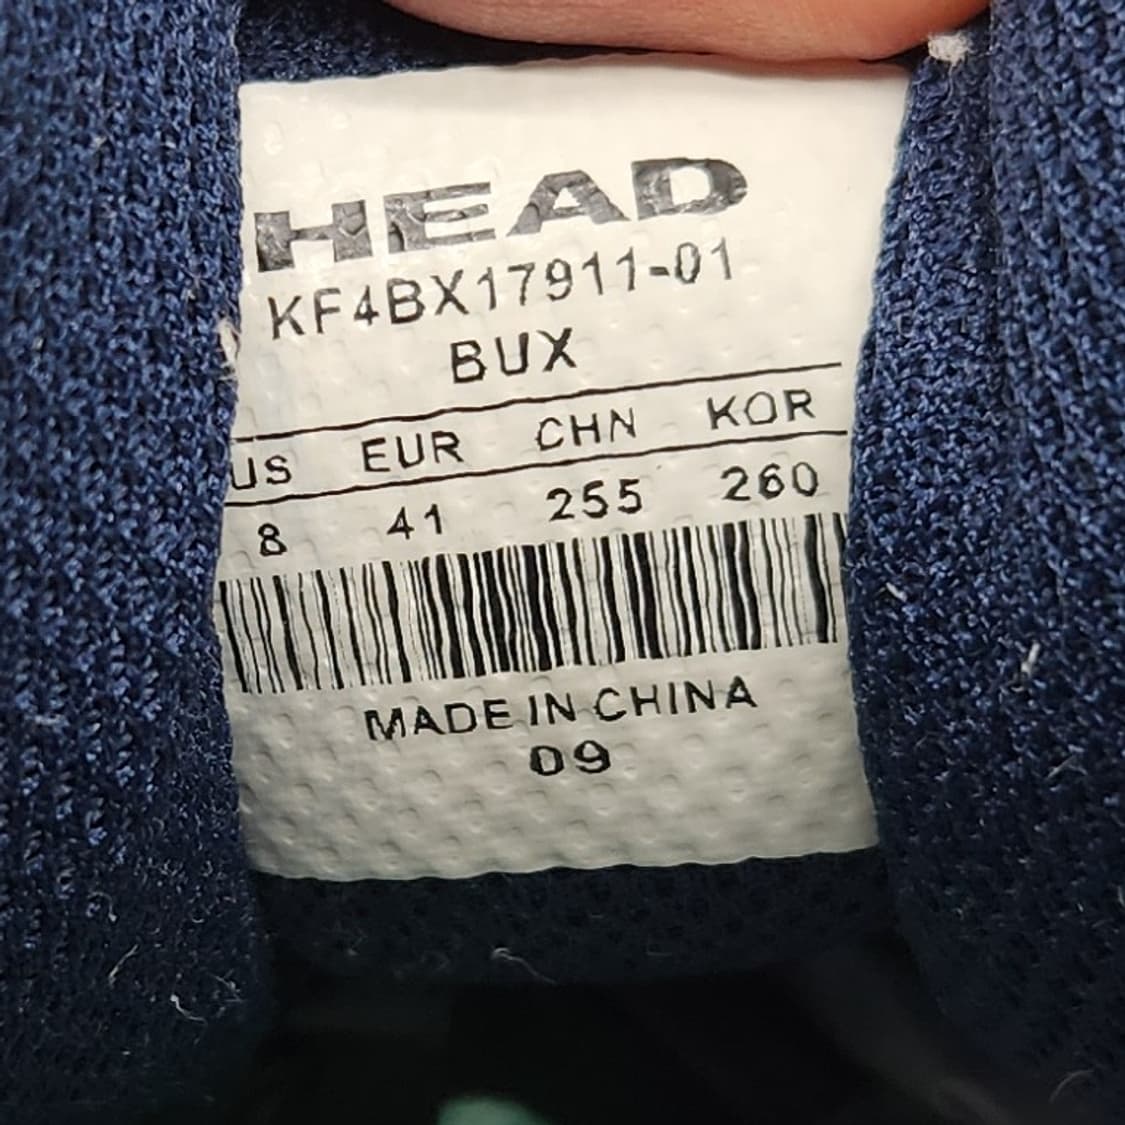 HEAD
KF4BX17911-01
BUX
US EUR CHN KOR
8 41 255 260
MADE IN CHINA
09